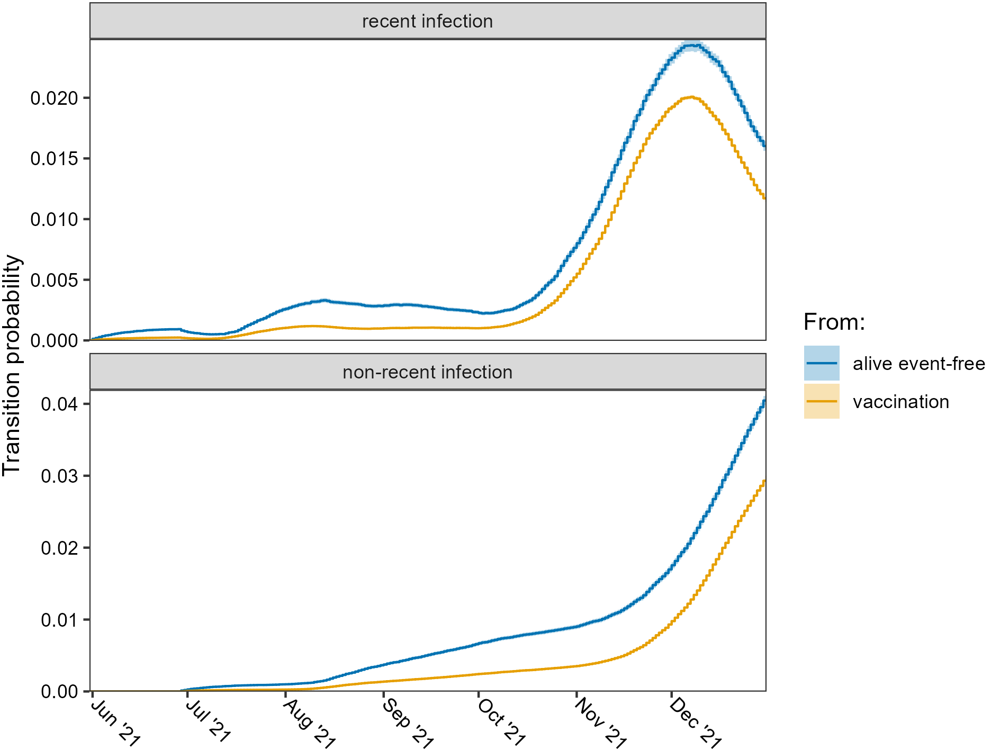 recent infection
0.020
0.015
0.010
0.005
0.000
non-recent infection
0.04
0.03
0.02
0.01
0.00
Transition probability
Jun '21
Jul '21
Aug '21
Sep '21
Oct '21
Nov '21
Dec '21
From:
alive event-free
vaccination